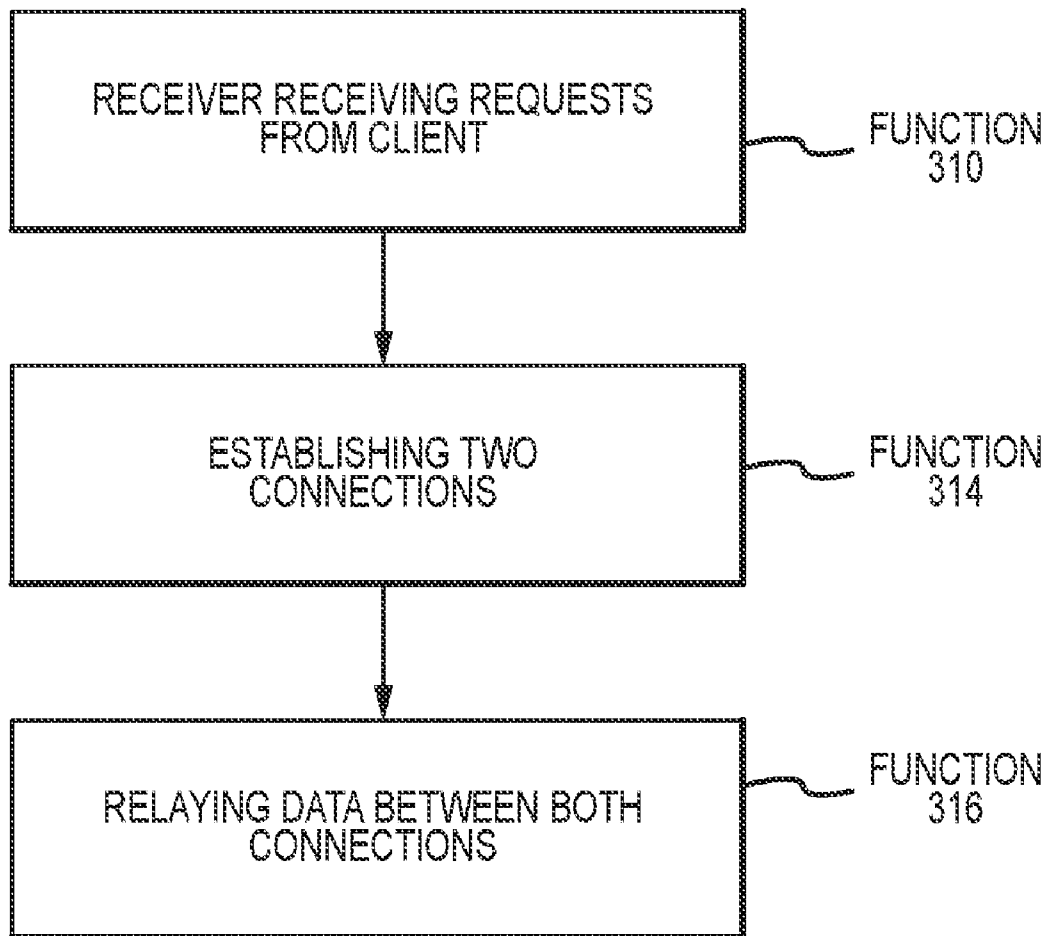 RECEIVER RECEIVING REQUESTS
FROM CLIENT
FUNCTION
310
ESTABLISHING TWO
CONNECTIONS
FUNCTION
314
RELAYING DATA BETWEEN BOTH
CONNECTIONS
FUNCTION
316